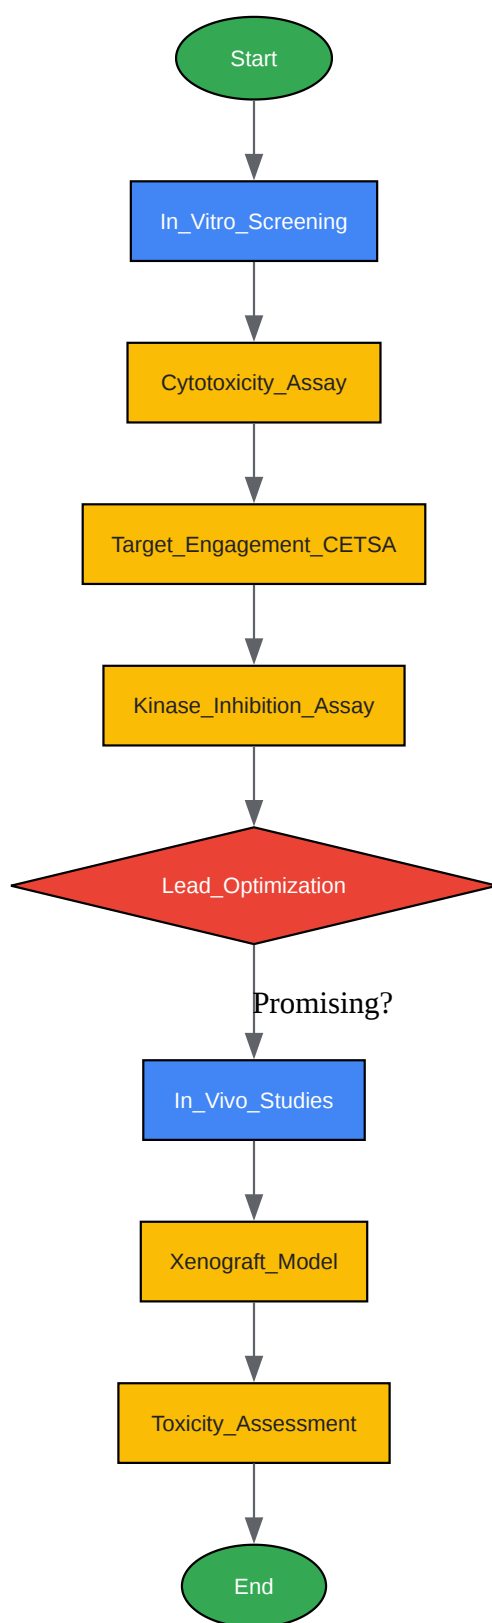 Start
In_Vitro_Screening
Cytotoxicity_Assay
Target_Engagement_CETSA
Kinase_Inhibition_Assay
Lead_Optimization
Promising?
In_Vivo_Studies
Xenograft_Model
Toxicity_Assessment
End